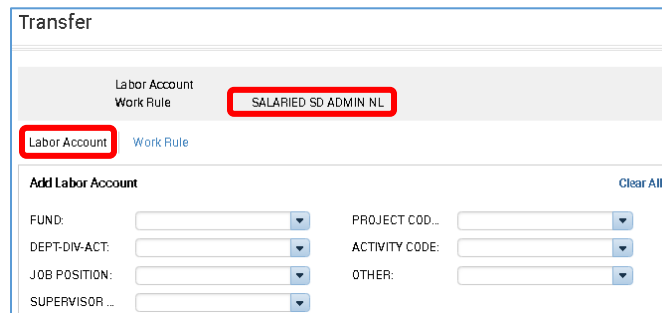 Transfer
Labor Account
Work Rule SALARIED SD ADMIN NL
Labor Account Work Rule
Add Labor Account Clear All
FUND: PROJECT COD...
DEPT-DIV-ACT: ACTIVITY CODE:
JOB POSITION: OTHER:
SUPERVISOR ...